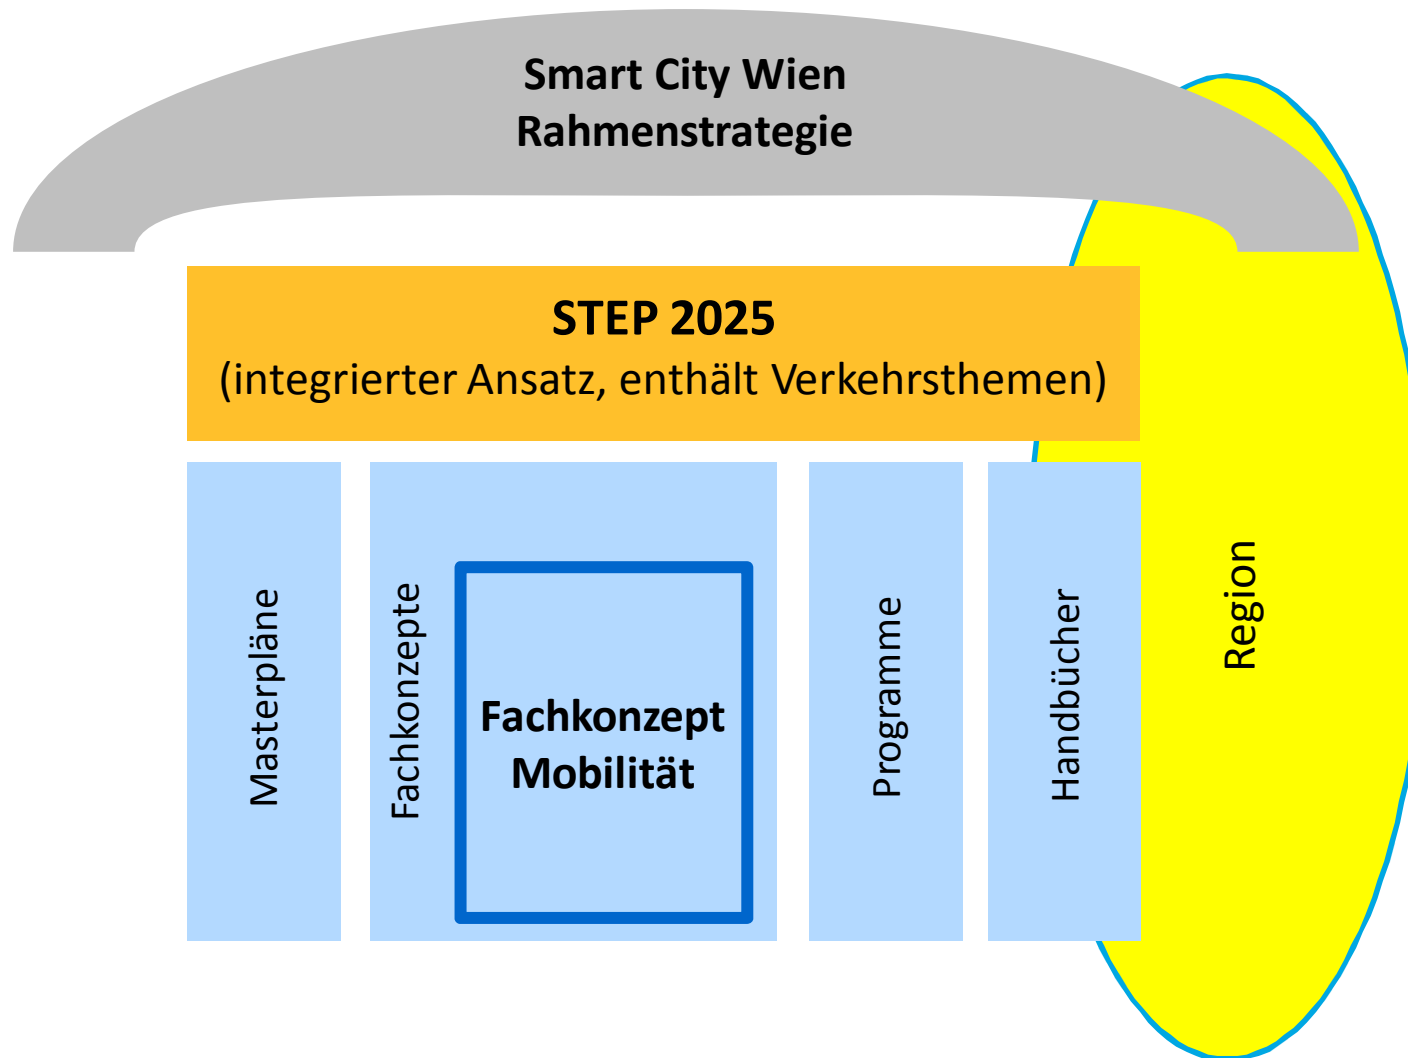 Smart City Wien
Rahmenstrategie
STEP 2025
(integrierter Ansatz, enthält Verkehrsthemen)
Masterpläne
Fachkonzepte
Fachkonzept
Mobilität
Programme
Handbücher
Region